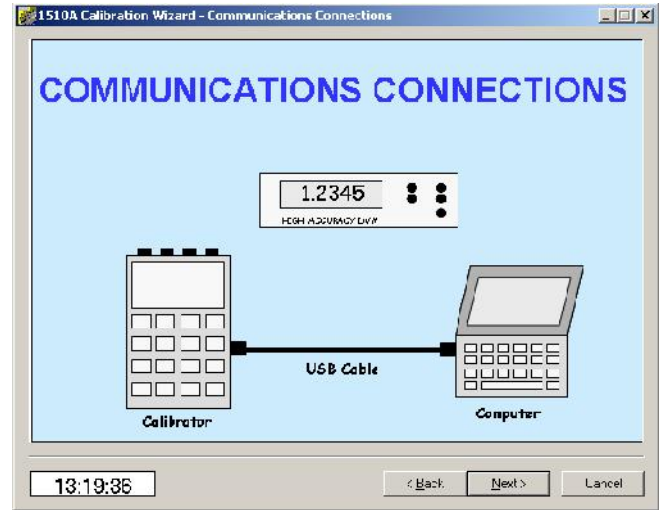 1510A Calibration Wizard - Communications Connections
COMMUNICATIONS CONNECTIONS
1.2345
HIGH ACCURACY DVM
USB Cable
Calibrator
Computer
13:19:36
< Back
Next >
Cancel